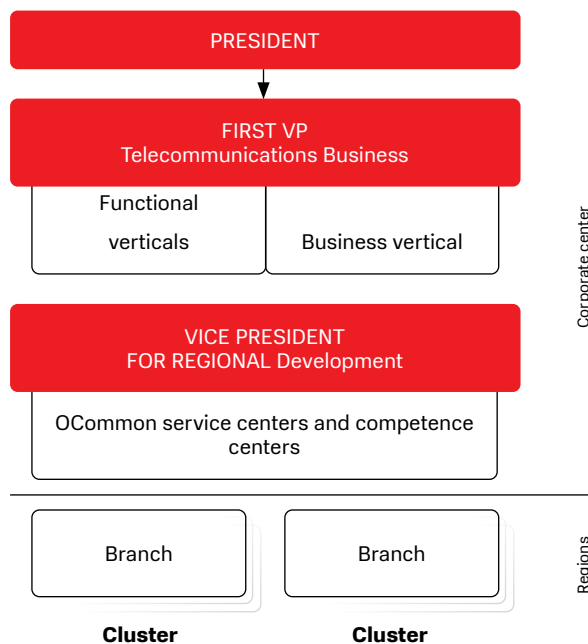 PRESIDENT
FIRST VP
Telecommunications Business
Functional
verticals
Business vertical
Corporate center
VICE PRESIDENT
FOR REGIONAL Development
OCommon service centers and competence
centers
Branch
Branch
Regions
Cluster
Cluster